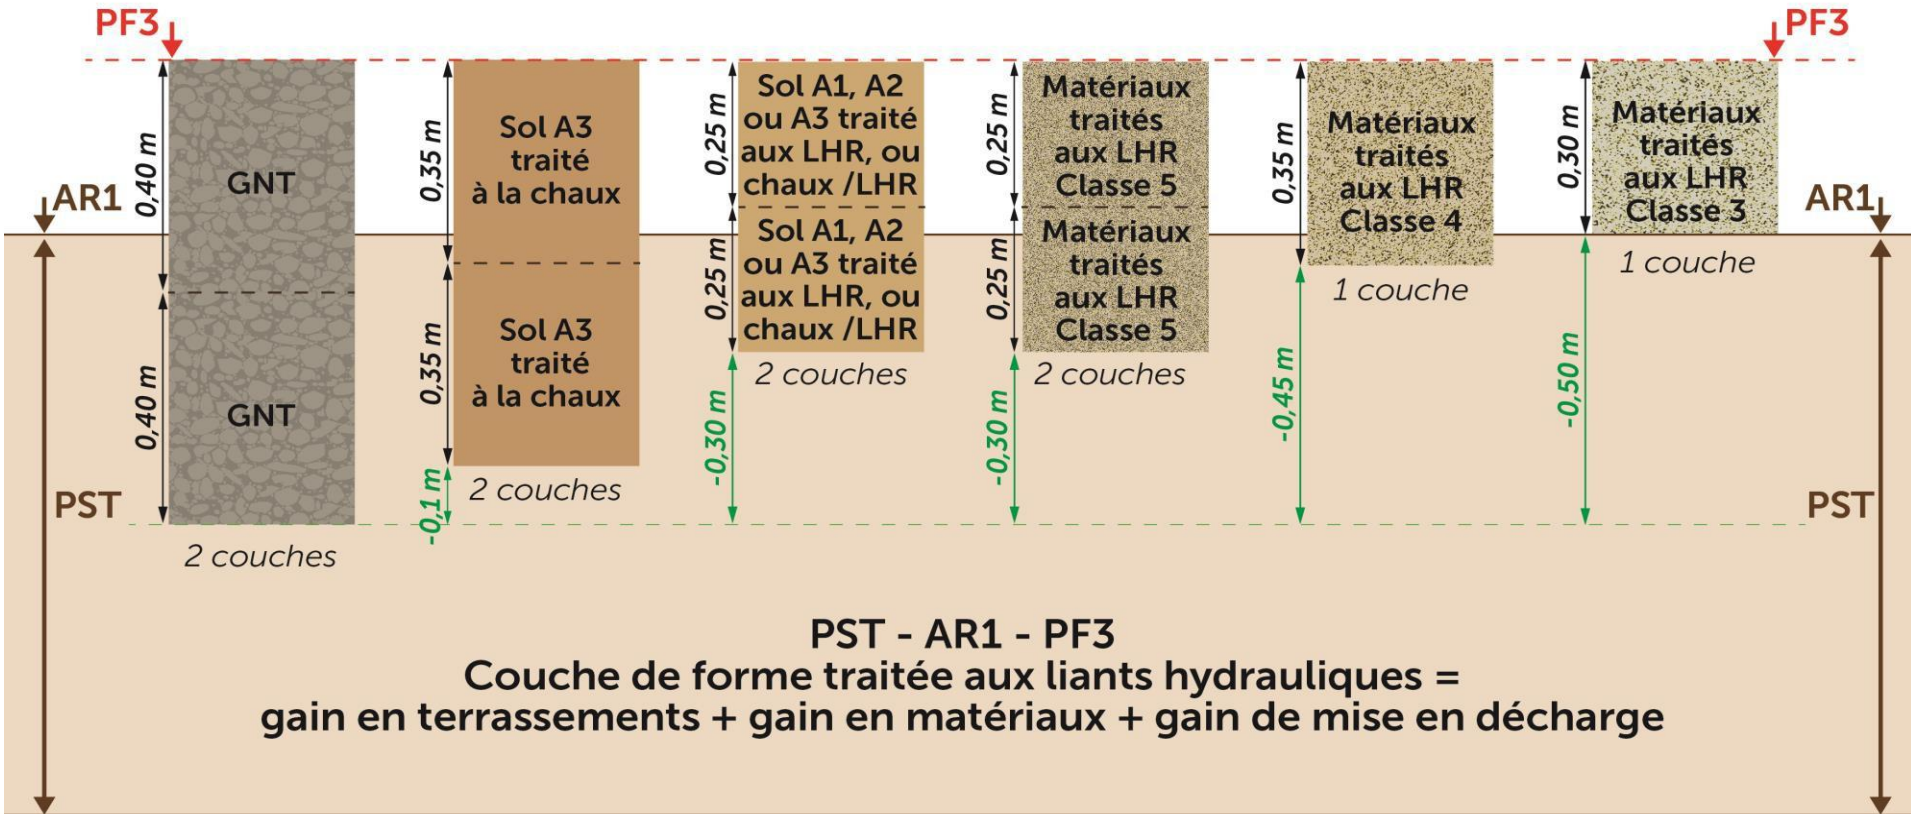 PF3
PF3
AR1
AR1
PST
PST
0,40 m
0,40 m
GNT
GNT
2 couches
0,35 m
0,35 m
-0,1 m
Sol A3
traité
à la chaux
Sol A3
traité
à la chaux
2 couches
0,25 m
0,25 m
-0,30 m
Sol A1, A2
ou A3 traité
aux LHR, ou
chaux /LHR
Sol A1, A2
ou A3 traité
aux LHR, ou
chaux /LHR
2 couches
0,25 m
0,25 m
-0,30 m
Matériaux
traités
aux LHR
Classe 5
Matériaux
traités
aux LHR
Classe 5
2 couches
0,35 m
-0,45 m
Matériaux
traités
aux LHR
Classe 4
1 couche
0,30 m
-0,50 m
Matériaux
traités
aux LHR
Classe 3
1 couche
PST - AR1 - PF3
Couche de forme traitée aux liants hydrauliques =
gain en terrassements + gain en matériaux + gain de mise en décharge